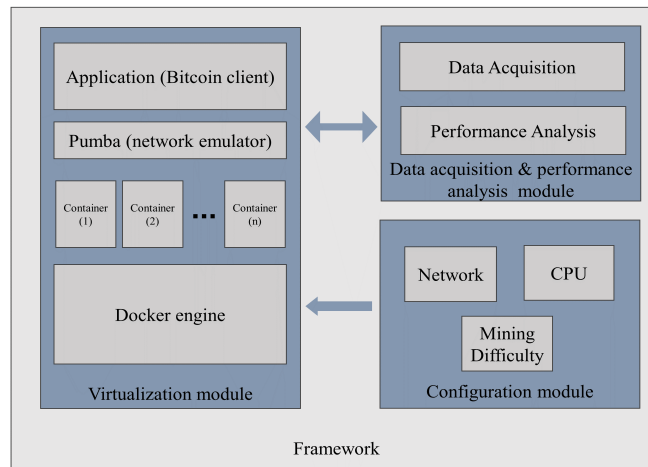 Application (Bitcoin client)
Pumba (network emulator)
Container
(1)
Container
(2)
...
Container
(n)
Docker engine
Virtualization module
Data Acquisition
Performance Analysis
Data acquisition & performance
analysis module
Network
CPU
Mining
Difficulty
Configuration module
Framework